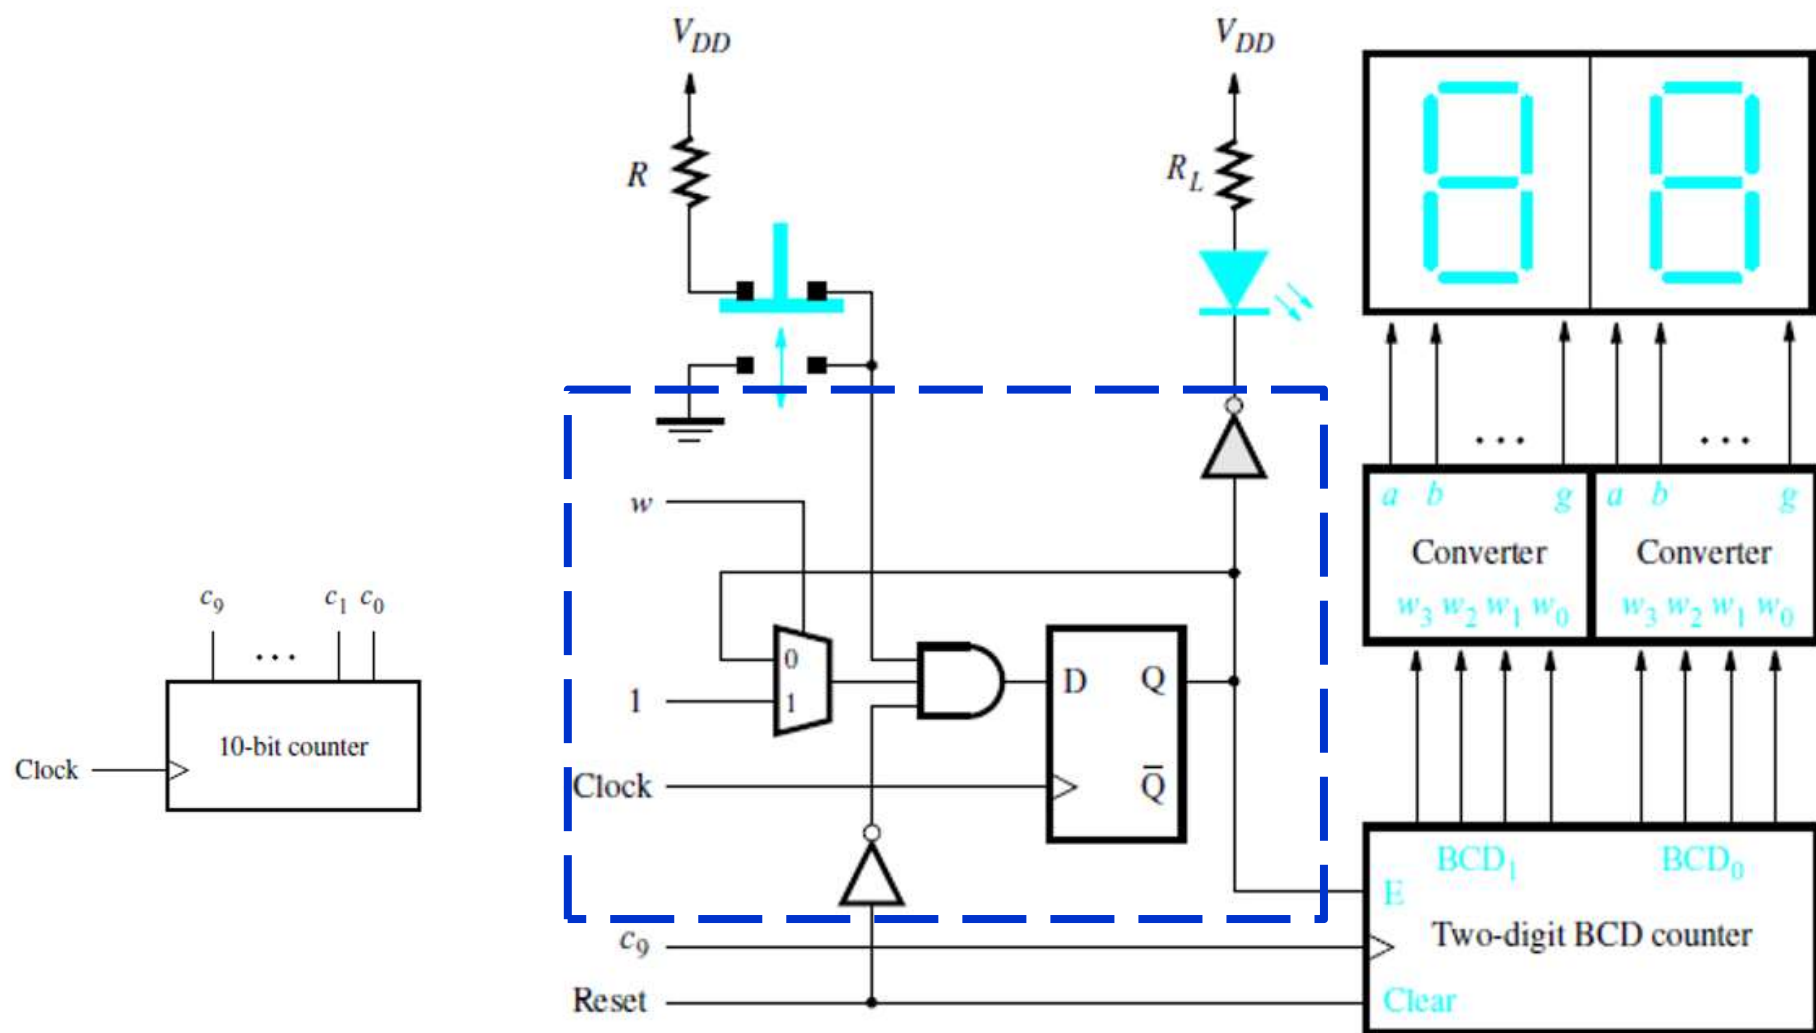 V_DD
V_DD
R
R_L
w
c_9 ... c_1 c_0
10-bit counter
Clock
0
1
1
D Q
Clock
Q̅
c_9
Reset
a b ... g a b ... g
Converter Converter
w_3 w_2 w_1 w_0 w_3 w_2 w_1 w_0
BCD_1 BCD_0
E
Two-digit BCD counter
Clear